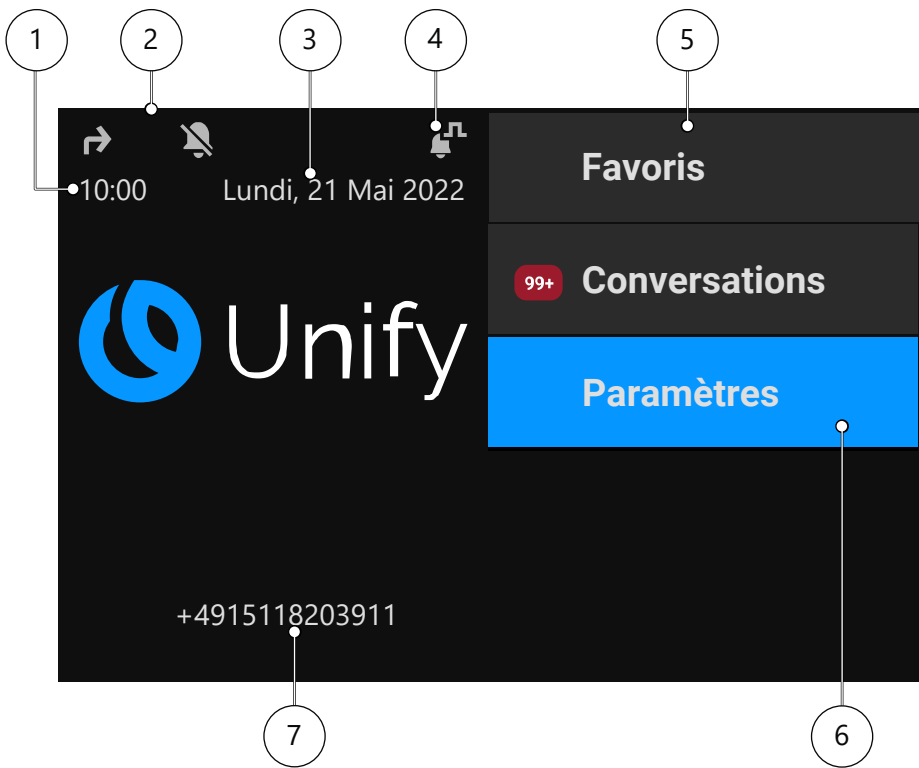 1 2 3 4 5
Favoris
10:00 Lundi, 21 Mai 2022
99+ Conversations
Unify
Paramètres
+4915118203911
7 6